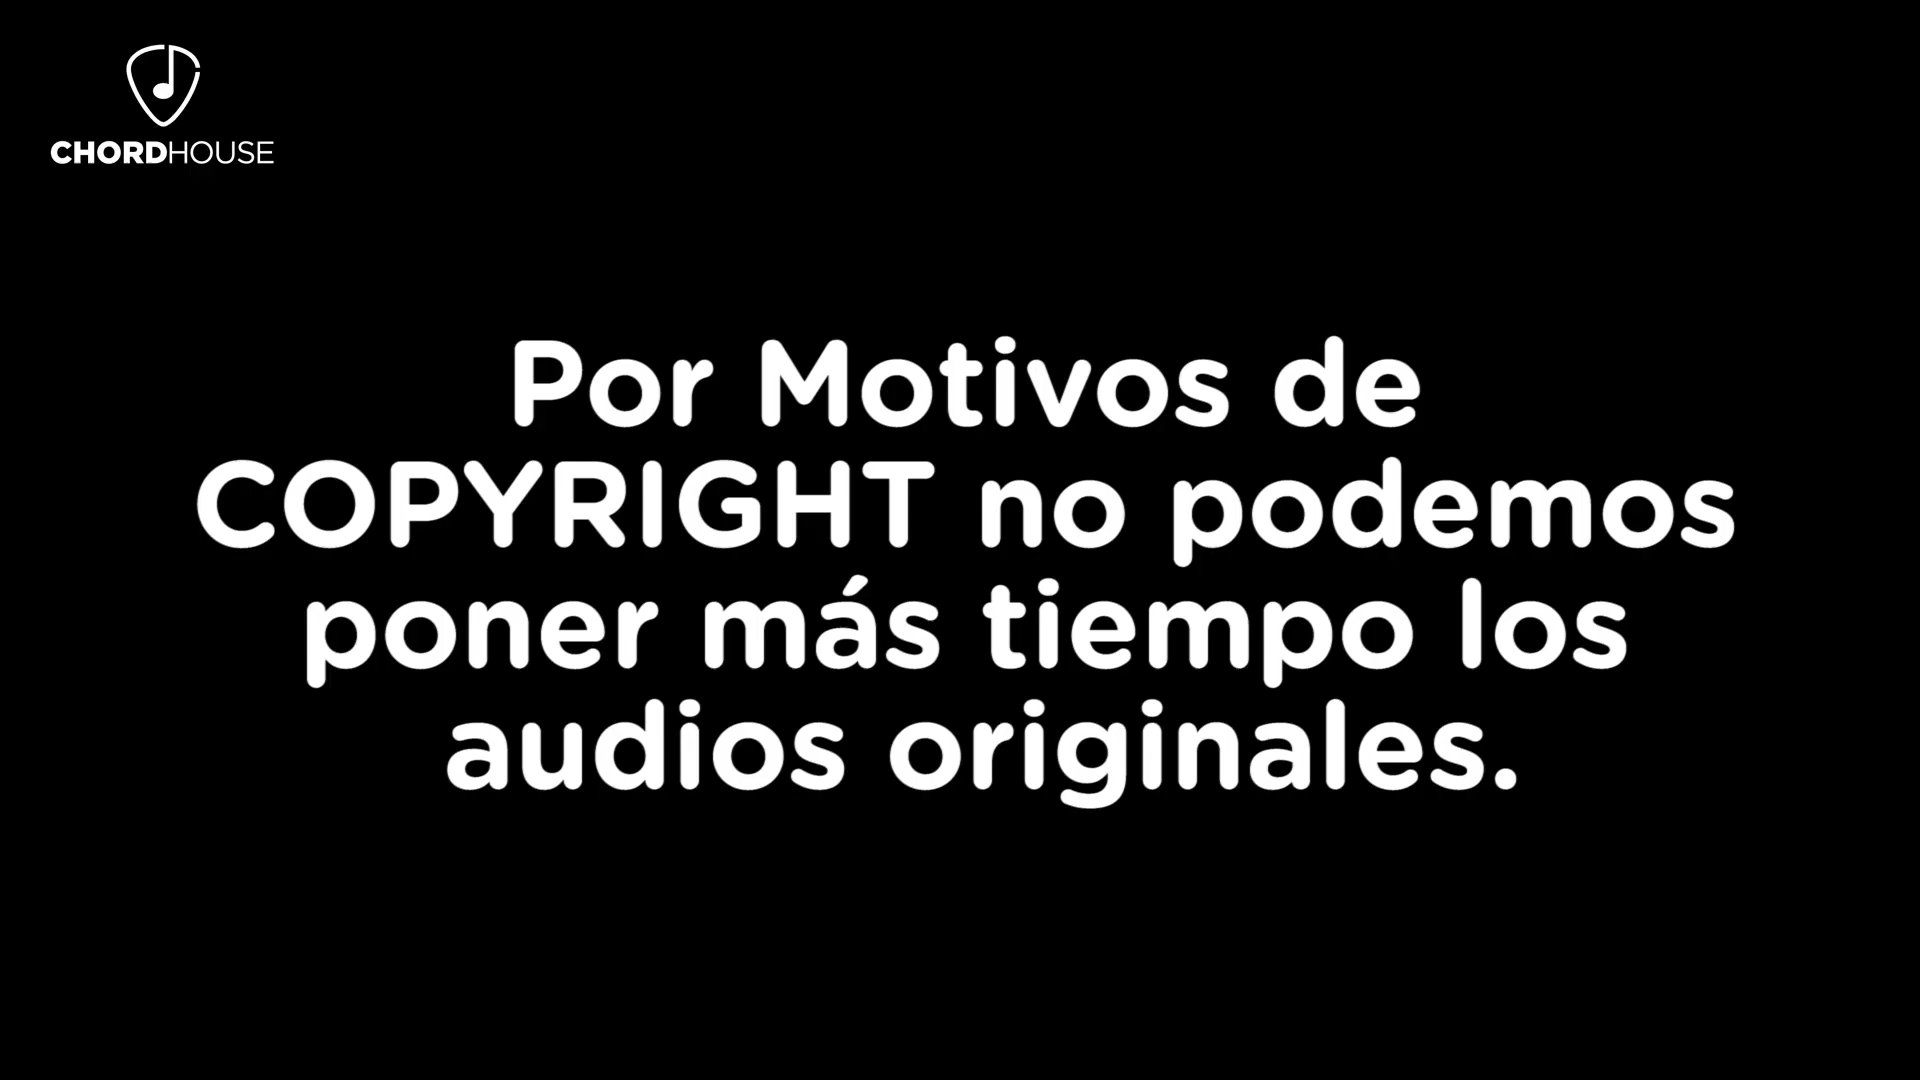 CHORDHOUSE
Por Motivos de
COPYRIGHT no podemos
poner más tiempo los
audios originales.